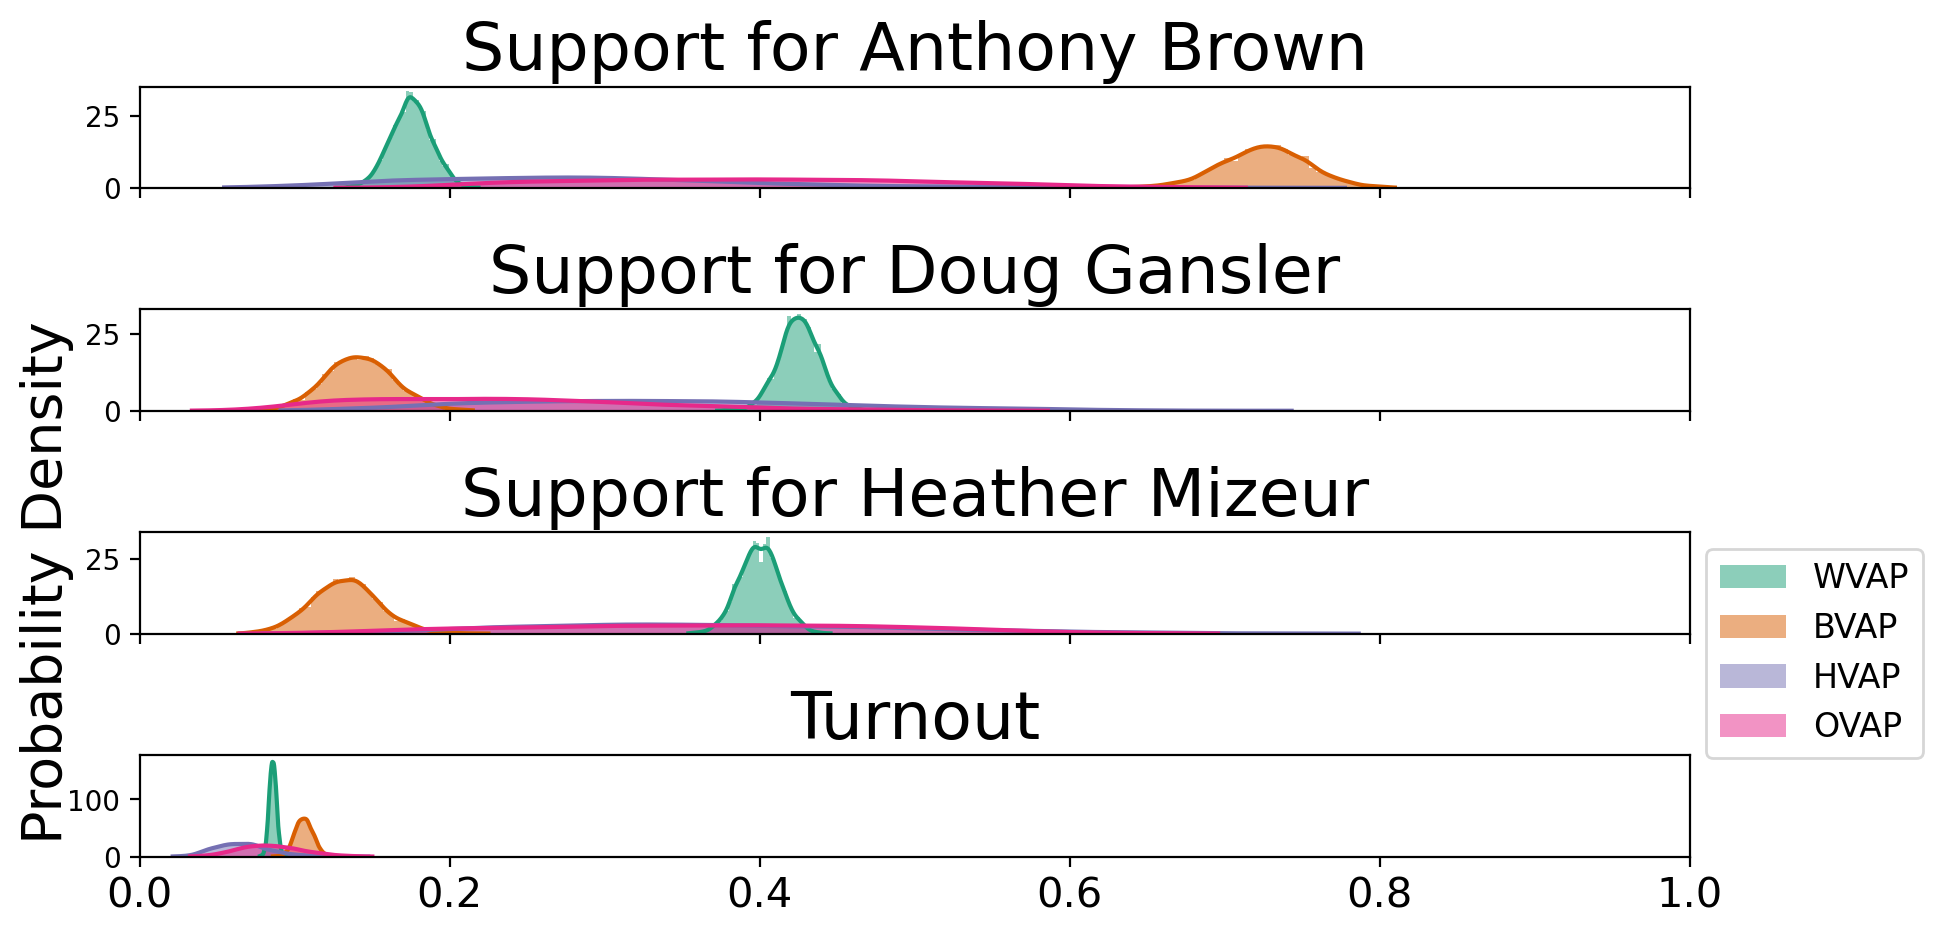 Support for Anthony Brown
25
0
Support for Doug Gansler
25
0
Support for Heather Mizeur
25
0
Turnout
100
0
0.0 0.2 0.4 0.6 0.8 1.0
Probability Density
WVAP
BVAP
HVAP
OVAP